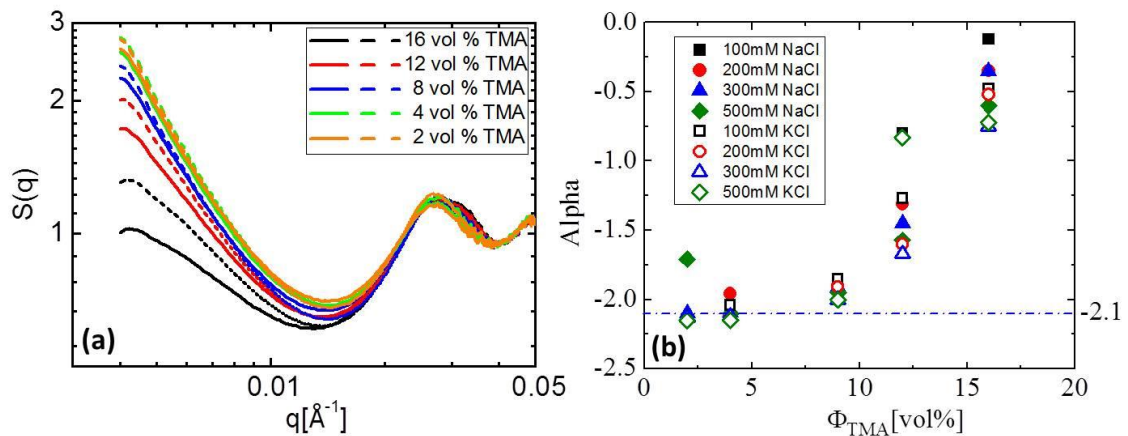 3
2
1
S(q)
16 vol % TMA
12 vol % TMA
8 vol % TMA
4 vol % TMA
2 vol % TMA
(a)
0.01
0.05
q[Å⁻¹]
0.0
-0.5
-1.0
-1.5
-2.0
-2.5
Alpha
100mM NaCl
200mM NaCl
300mM NaCl
500mM NaCl
100mM KCl
200mM KCl
300mM KCl
500mM KCl
-2.1
(b)
0
5
10
15
20
Φ_TMA[vol%]